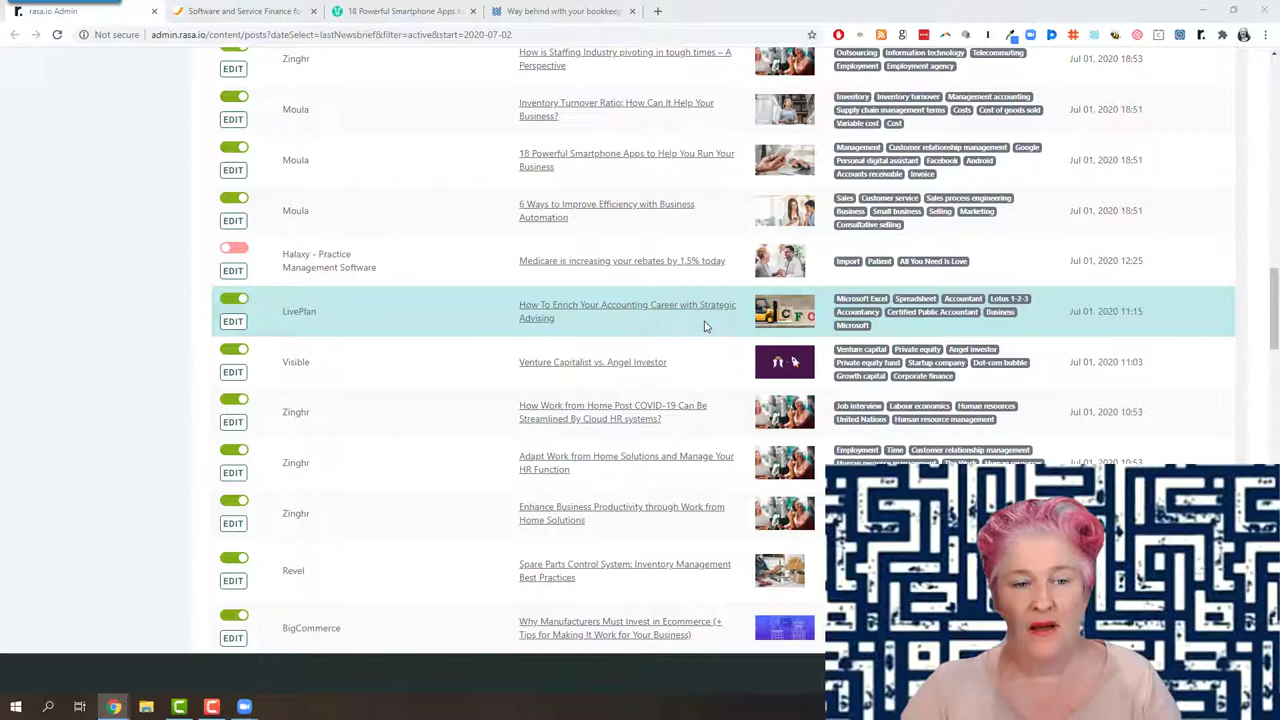 rasa.io Admin
Software and Service Finance fo
18 Powerful Smartphone Apps t
Way behind with your bookkeep
Not secure admin.rasa.io/content/posts?dateSelect=lastNewsbrief&filter=active&start=2020-07-02
EDIT
Zinghr
How is Staffing Industry pivoting in tough times – A
Perspective
Outsourcing Information technology Telecommuting
Employment Employment agency
Jul 01, 2020 18:53
EDIT
Inventory Turnover Ratio: How Can It Help Your
Business?
Inventory Inventory turnover Management accounting
Supply chain management terms Costs Cost of goods sold
Variable cost Cost
Jul 01, 2020 18:51
EDIT
Moula
18 Powerful Smartphone Apps to Help You Run Your
Business
Management Customer relationship management Google
Personal digital assistant Facebook Android
Accounts receivable Invoice
Jul 01, 2020 18:51
EDIT
Moula
6 Ways to Improve Efficiency with Business
Automation
Sales Customer service Sales process engineering
Business Small business Selling Marketing
Consultative selling
Jul 01, 2020 18:51
EDIT
Halaxy - Practice
Management Software
Medicare is increasing your rebates by 1.5% today
Import Patient All You Need Is Love
Jul 01, 2020 12:25
EDIT
LivePlan
How To Enrich Your Accounting Career with Strategic
Advising
CFO
Microsoft Excel Spreadsheet Accountant Lotus 1-2-3
Accountancy Certified Public Accountant Business
Microsoft
Jul 01, 2020 11:15
EDIT
Venture Capitalist vs. Angel Investor
Venture capital Private equity Angel investor
Private equity fund Startup company Dot-com bubble
Growth capital Corporate finance
Jul 01, 2020 11:03
EDIT
Zinghr
How Work from Home Post COVID-19 Can Be
Streamlined By Cloud HR systems?
Job interview Labour economics Human resources
United Nations Human resource management
Jul 01, 2020 10:53
EDIT
Zinghr
Adapt Work from Home Solutions and Manage Your
HR Function
Employment Time Customer relationship management
Jul 01, 2020 10:53
EDIT
Zinghr
Enhance Business Productivity through Work from
Home Solutions
EDIT
Revel
Spare Parts Control System: Inventory Management
Best Practices
EDIT
BigCommerce
Why Manufacturers Must Invest in Ecommerce (+
Tips for Making It Work for Your Business)